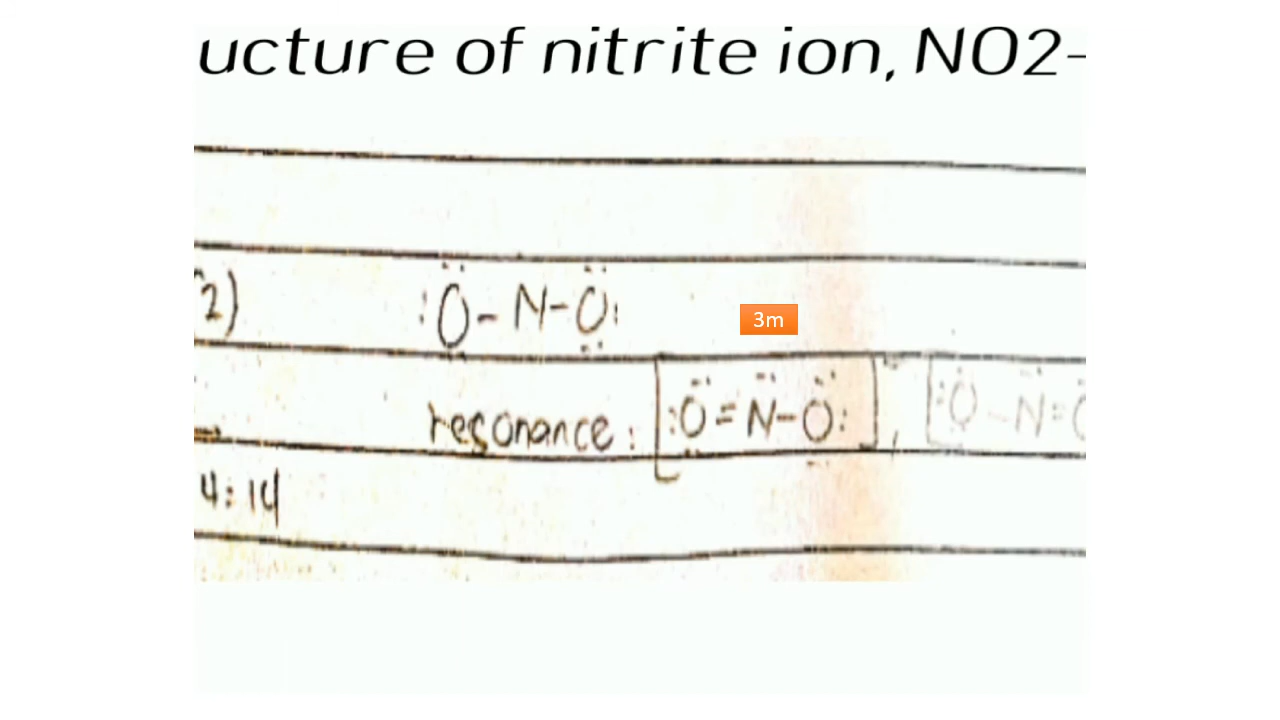 ucture of nitrite ion, NO2-
2) :O-N-O:
3m
resonance: [:O=N-O:]-, [:O-N=O
4:14